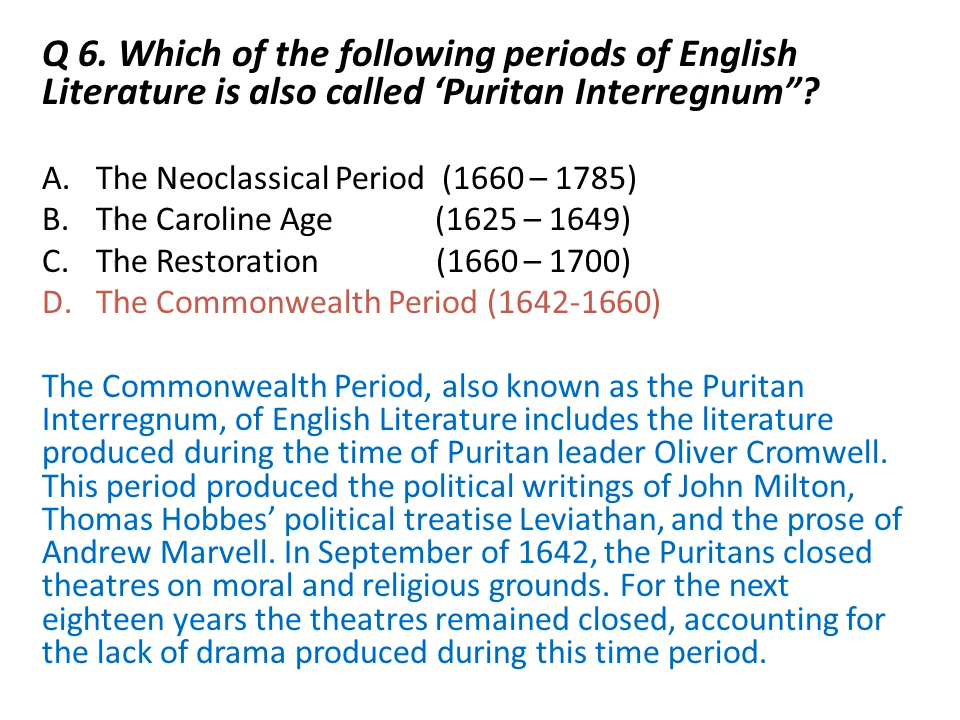 Q 6. Which of the following periods of English
Literature is also called ‘Puritan Interregnum”?
A. The Neoclassical Period (1660 – 1785)
B. The Caroline Age (1625 – 1649)
C. The Restoration (1660 – 1700)
D. The Commonwealth Period (1642-1660)
The Commonwealth Period, also known as the Puritan
Interregnum, of English Literature includes the literature
produced during the time of Puritan leader Oliver Cromwell.
This period produced the political writings of John Milton,
Thomas Hobbes’ political treatise Leviathan, and the prose of
Andrew Marvell. In September of 1642, the Puritans closed
theatres on moral and religious grounds. For the next
eighteen years the theatres remained closed, accounting for
the lack of drama produced during this time period.